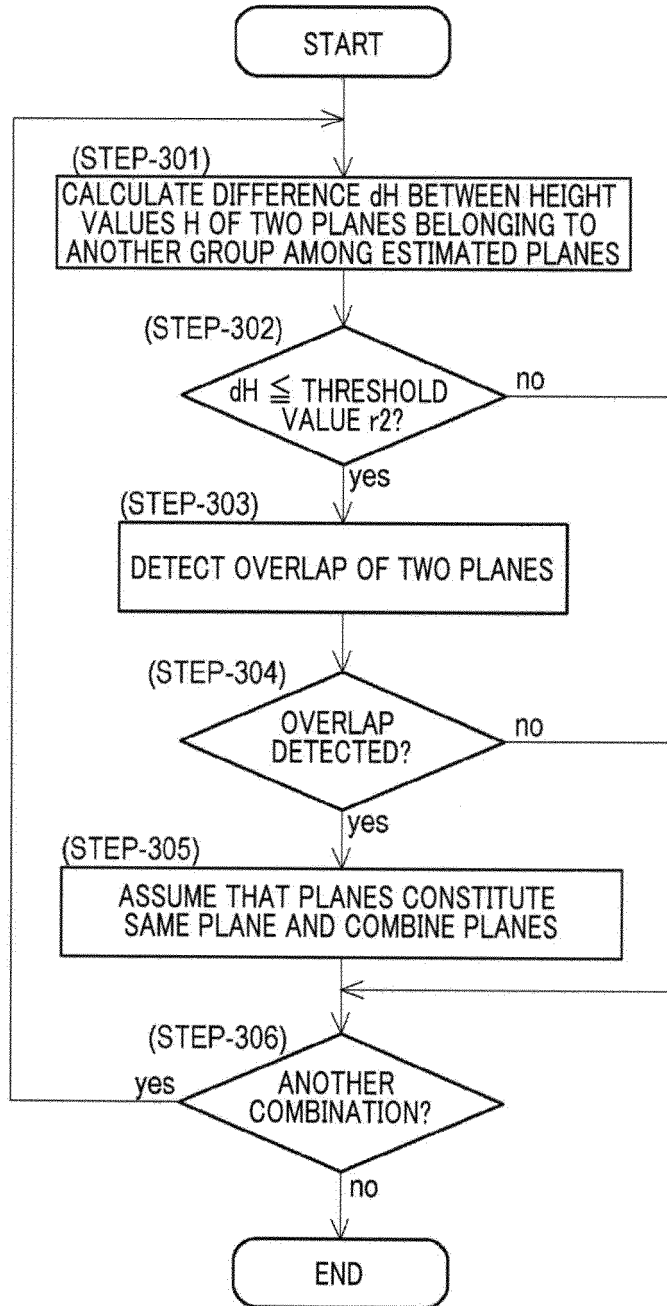 START
(STEP-301)
CALCULATE DIFFERENCE dH BETWEEN HEIGHT
VALUES H OF TWO PLANES BELONGING TO
ANOTHER GROUP AMONG ESTIMATED PLANES
(STEP-302)
dH ≦ THRESHOLD
VALUE r2?
no
yes
(STEP-303)
DETECT OVERLAP OF TWO PLANES
(STEP-304)
OVERLAP
DETECTED?
no
yes
(STEP-305)
ASSUME THAT PLANES CONSTITUTE
SAME PLANE AND COMBINE PLANES
(STEP-306)
yes
ANOTHER
COMBINATION?
no
END